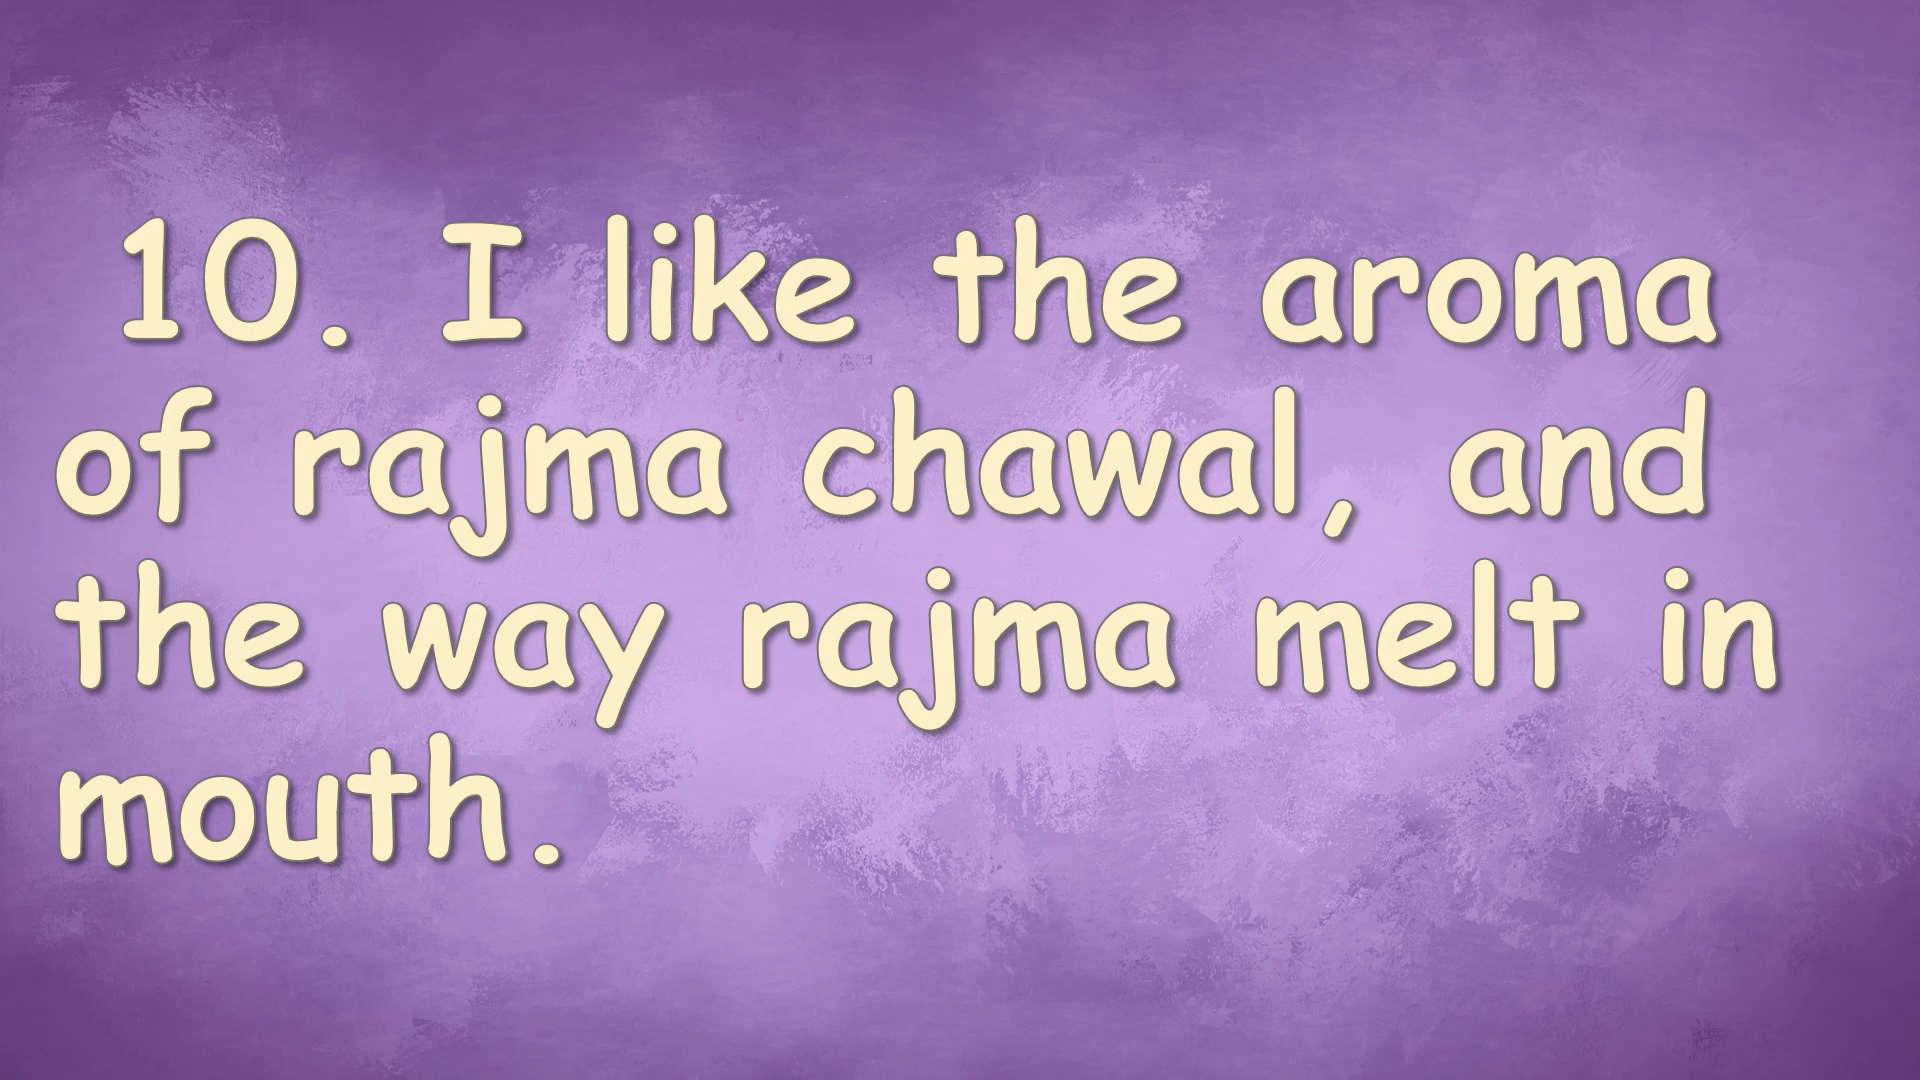 10. I like the aroma
of rajma chawal, and
the way rajma melt in
mouth.